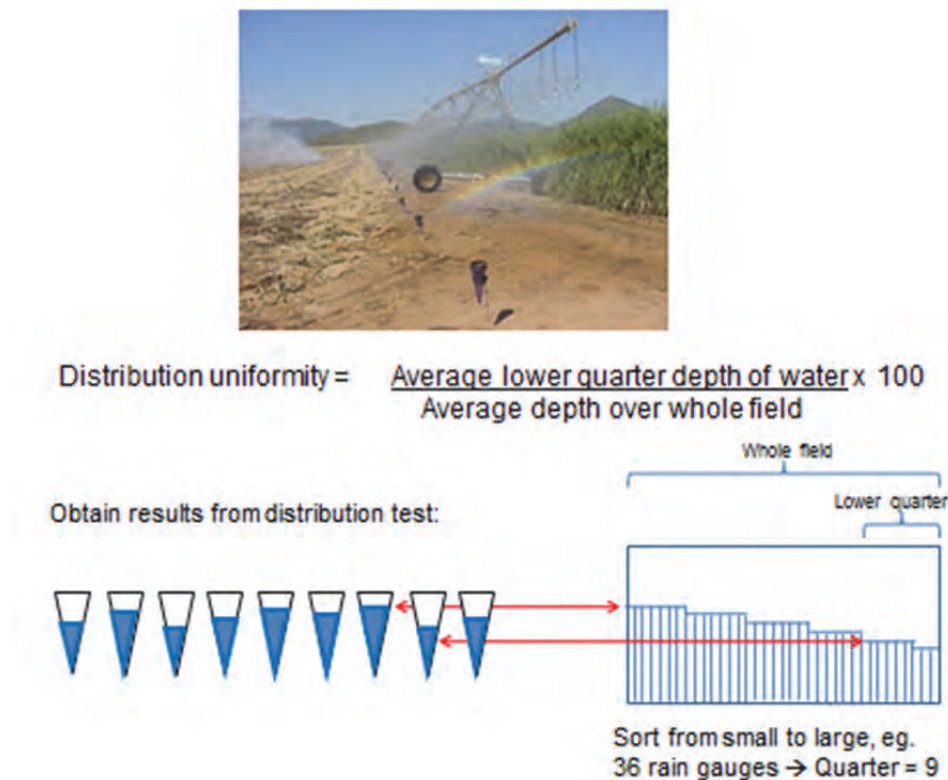 Distribution uniformity = Average lower quarter depth of water x 100
Average depth over whole field
Whole field
Lower quarter
Obtain results from distribution test:
Sort from small to large, eg.
36 rain gauges → Quarter = 9